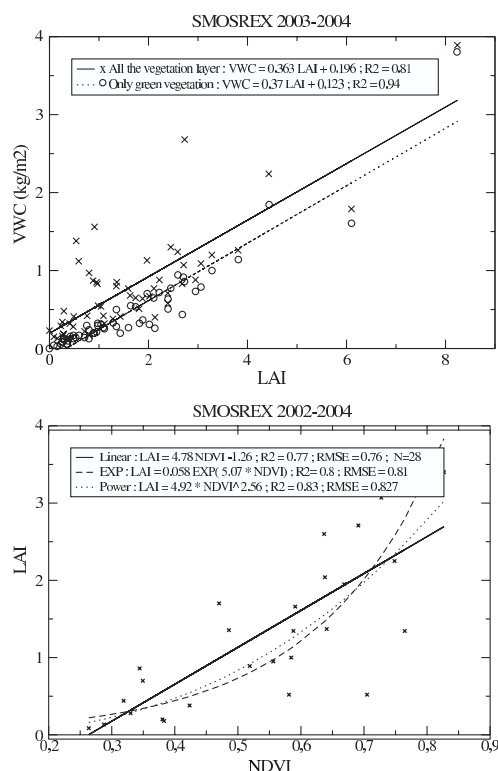 SMOSREX 2003-2004
4
x All the vegetation layer : VWC = 0.363 LAI + 0.196 ; R2 = 0.81
Only green vegetation : VWC = 0.37 LAI + 0.123 ; R2 = 0.94
3
2
1
0
VWC (kg/m2)
0 2 4 6 8
LAI
SMOSREX 2002-2004
4
Linear : LAI = 4.78 NDVI -1.26 ; R2 = 0.77 ; RMSE = 0.76 ; N=28
EXP : LAI = 0.058 EXP( 5.07 * NDVI) ; R2 = 0.8 ; RMSE = 0.81
Power : LAI = 4.92 * NDVI^2.56 ; R2 = 0.83 ; RMSE = 0.827
3
2
1
0
LAI
0,2 0,3 0,4 0,5 0,6 0,7 0,8 0,9
NDVI